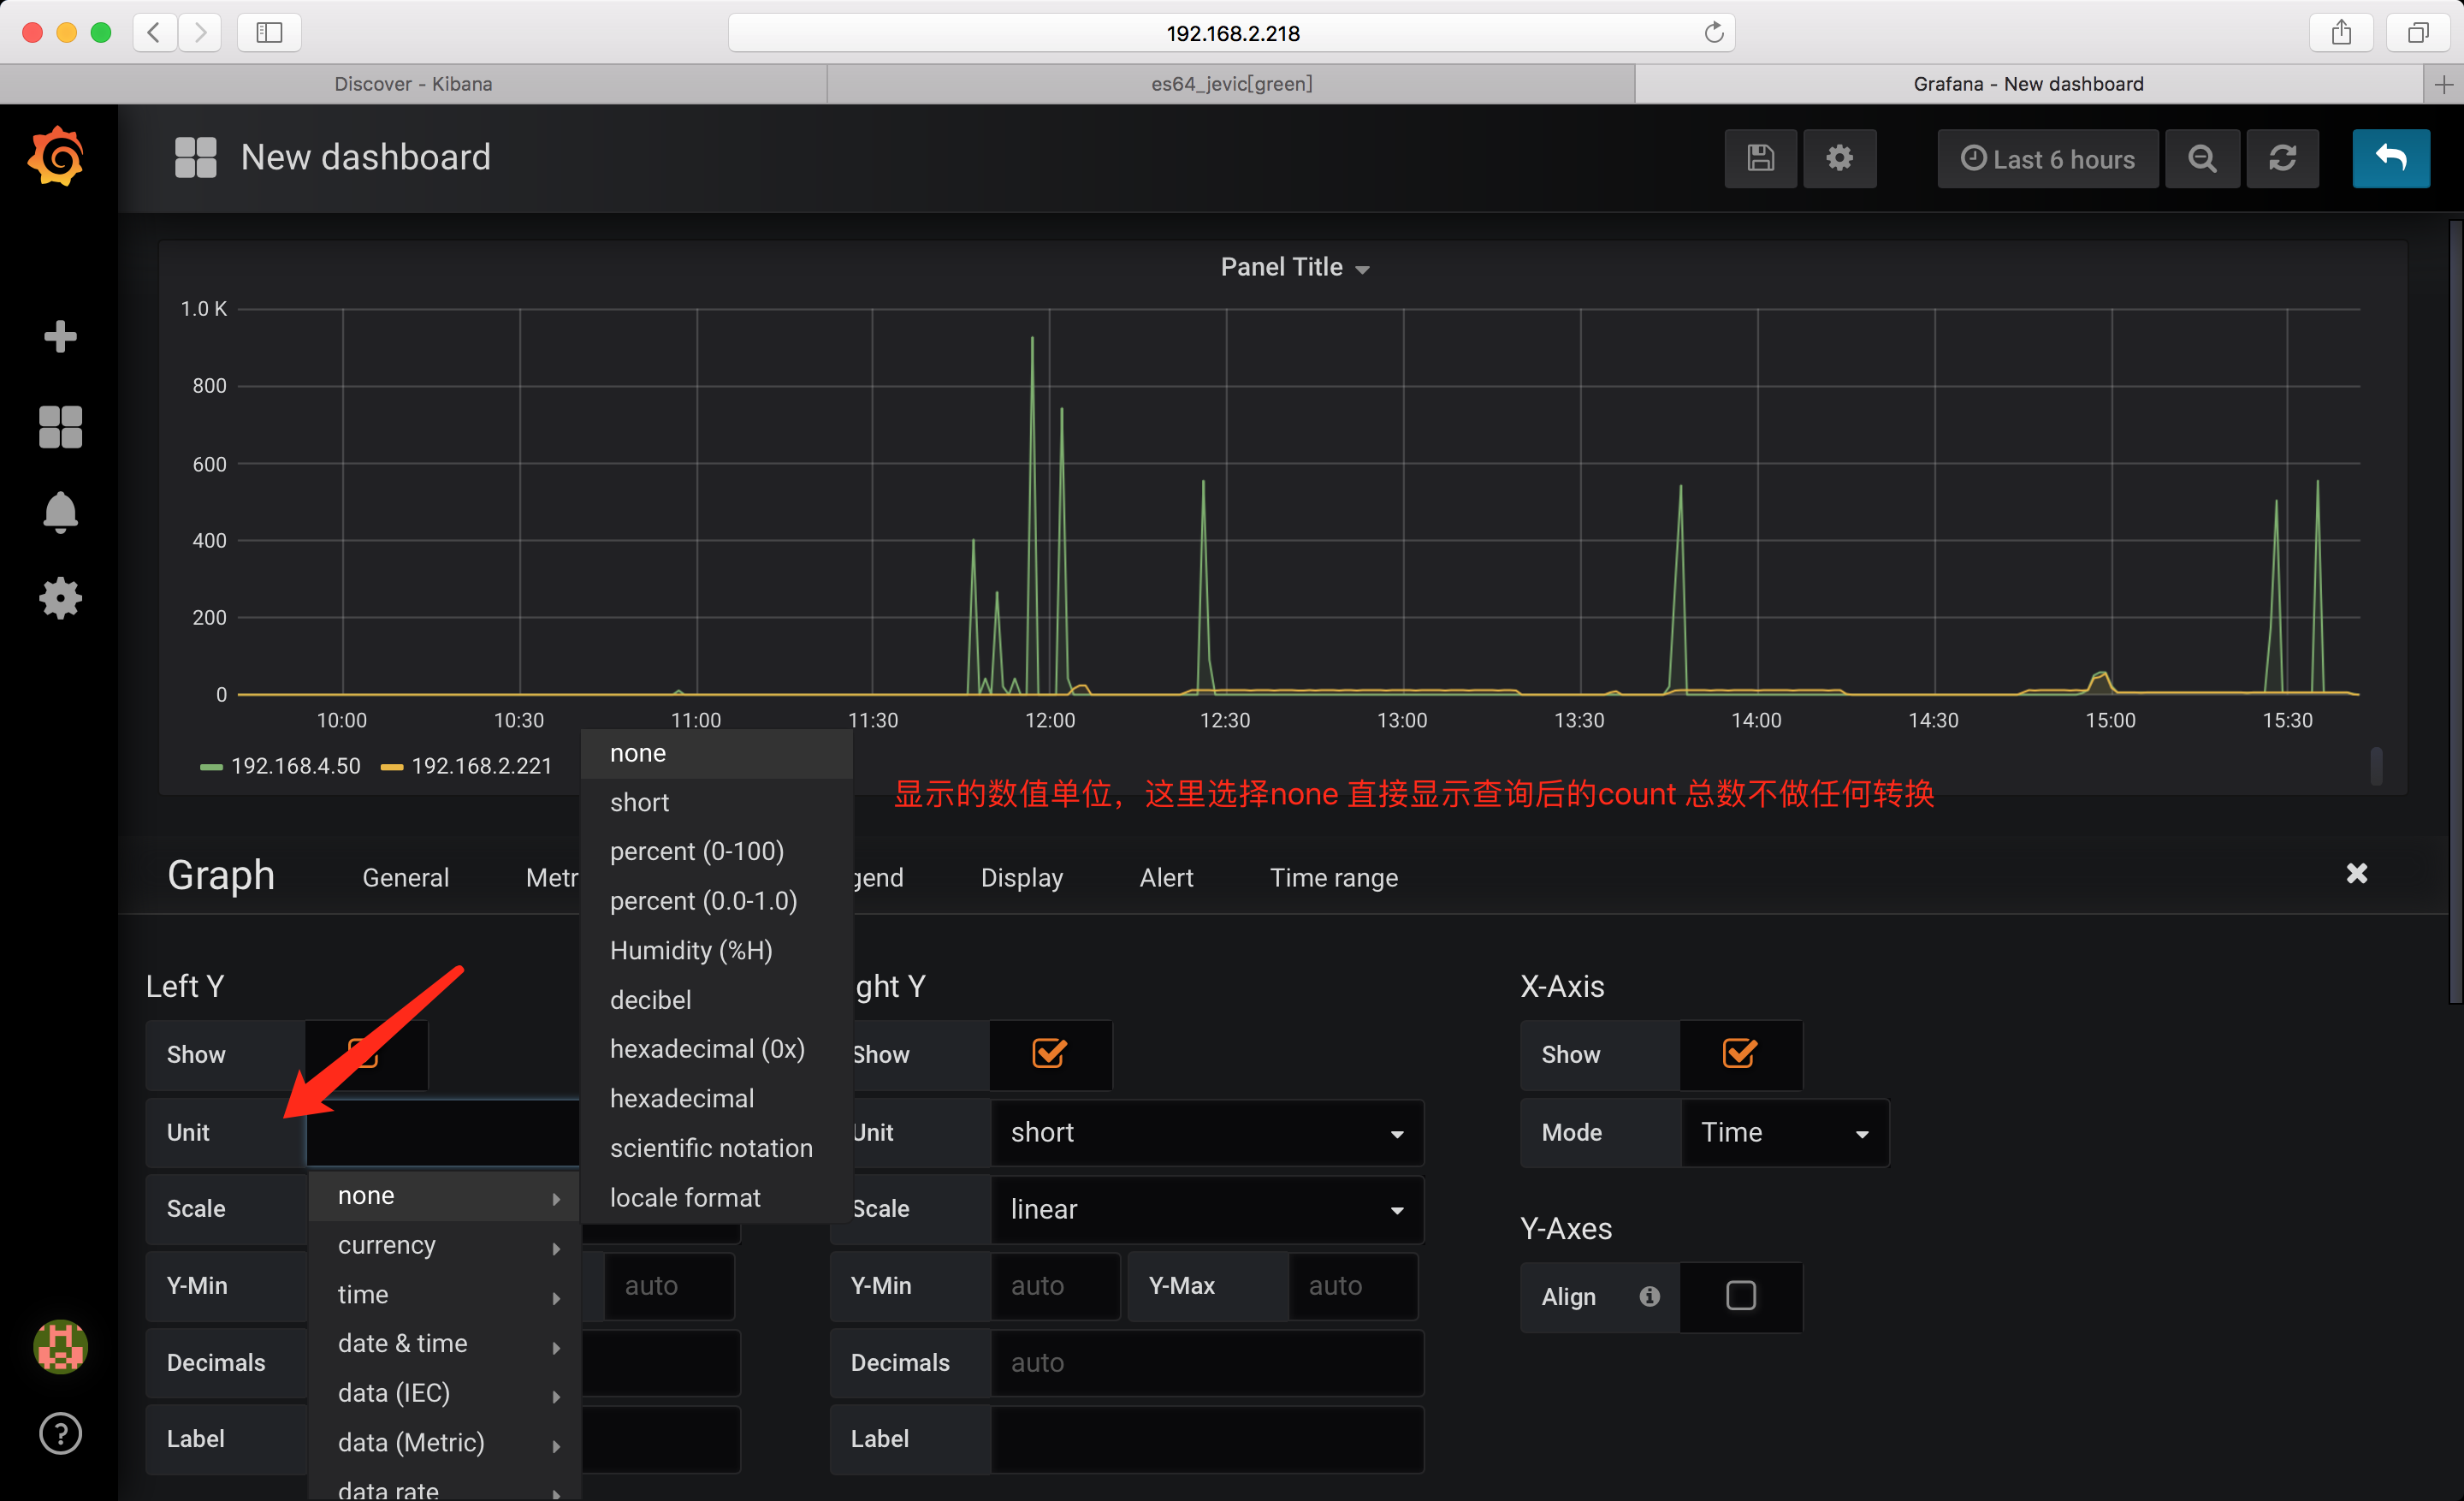 192.168.2.218
Discover - Kibana
es64_jevic[green]
Grafana - New dashboard
New dashboard
Last 6 hours
Panel Title
1.0 K
800
600
400
200
0
10:00 10:30 11:00 11:30 12:00 12:30 13:00 13:30 14:00 14:30 15:00 15:30
192.168.4.50 192.168.2.221
显示的数值单位，这里选择none 直接显示查询后的count 总数不做任何转换
none
short
percent (0-100)
percent (0.0-1.0)
Humidity (%H)
decibel
hexadecimal (0x)
hexadecimal
scientific notation
locale format
Graph General Metr gend Display Alert Time range
Left Y
Show
Unit
Scale
Y-Min auto
Decimals
Label
none
currency
time
date & time
data (IEC)
data (Metric)
data rate
ght Y
Show
Unit short
Scale linear
Y-Min auto Y-Max auto
Decimals auto
Label
X-Axis
Show
Mode Time
Y-Axes
Align